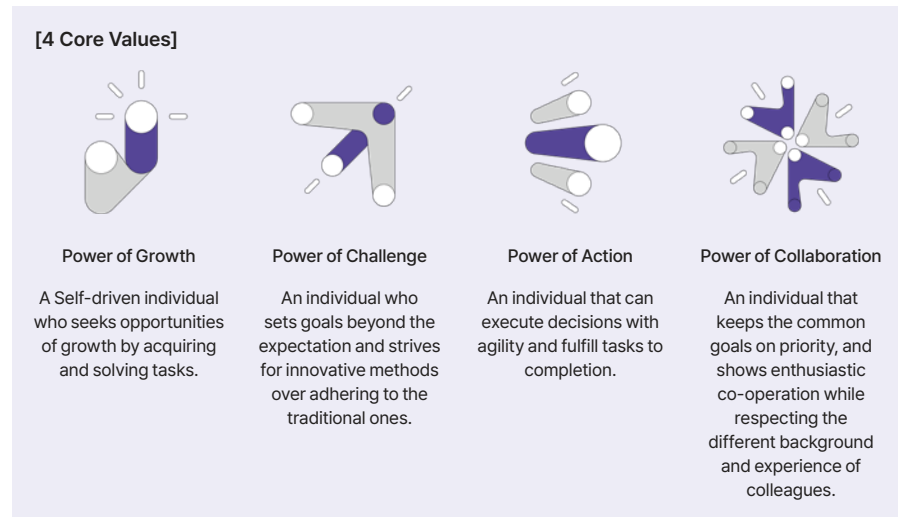 [4 Core Values]
Power of Growth
A Self-driven individual
who seeks opportunities
of growth by acquiring
and solving tasks.
Power of Challenge
An individual who
sets goals beyond the
expectation and strives
for innovative methods
over adhering to the
traditional ones.
Power of Action
An individual that can
execute decisions with
agility and fulfill tasks to
completion.
Power of Collaboration
An individual that
keeps the common
goals on priority, and
shows enthusiastic
co-operation while
respecting the
different background
and experience of
colleagues.